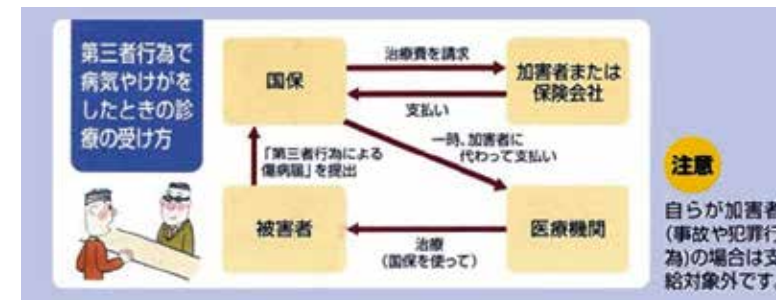 第三者行為で
病気やけがを
したときの診
療の受け方
国保
治療費を請求
加害者または
保険会社
支払い
一時、加害者に
代わって支払い
「第三者行為による
傷病届」を提出
被害者
治療
(国保を使って)
医療機関
注意
自らが加害者
(事故や犯罪行
為)の場合は支
給対象外です。